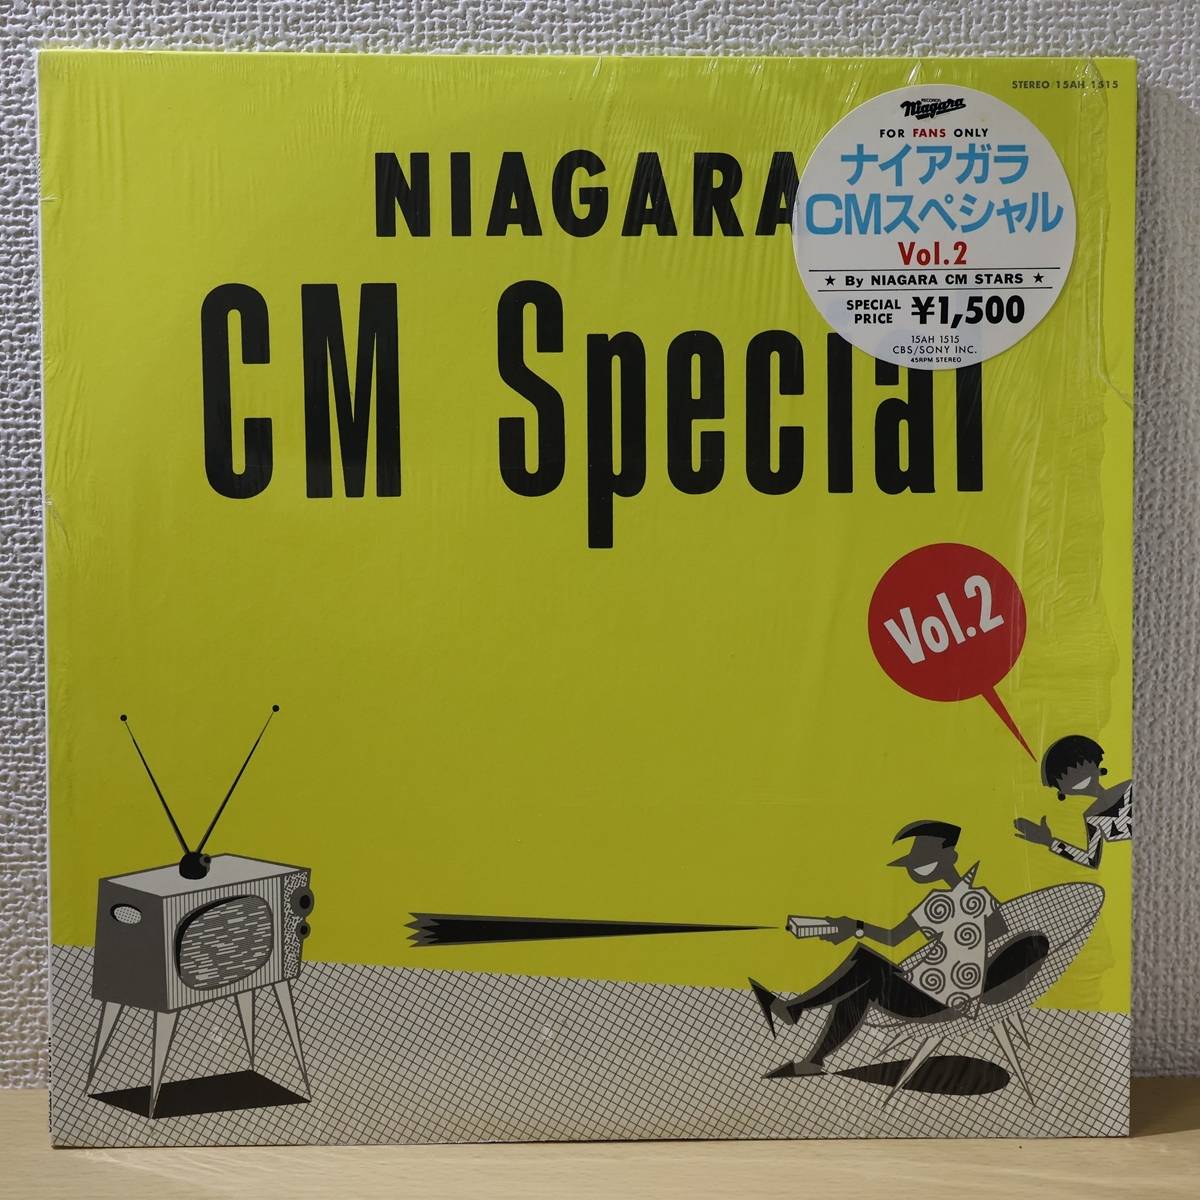 STEREO 15AH 1515
RECORDS
Niagara
FOR FANS ONLY
ナイアガラ
CMスペシャル
Vol.2
★ By NIAGARA CM STARS ★
SPECIAL PRICE ¥1,500
15AH 1515
CBS/SONY INC.
45RPM STEREO
NIAGARA
CM Special
Vol.2